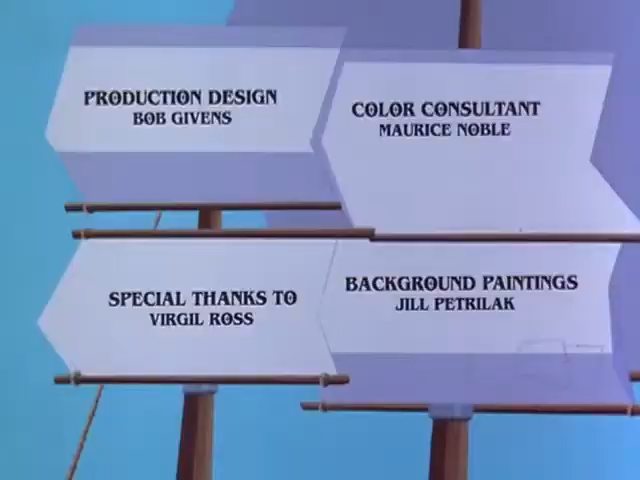 PRODUCTION DESIGN
BOB GIVENS
COLOR CONSULTANT
MAURICE NOBLE
SPECIAL THANKS TO
VIRGIL ROSS
BACKGROUND PAINTINGS
JILL PETRILAK